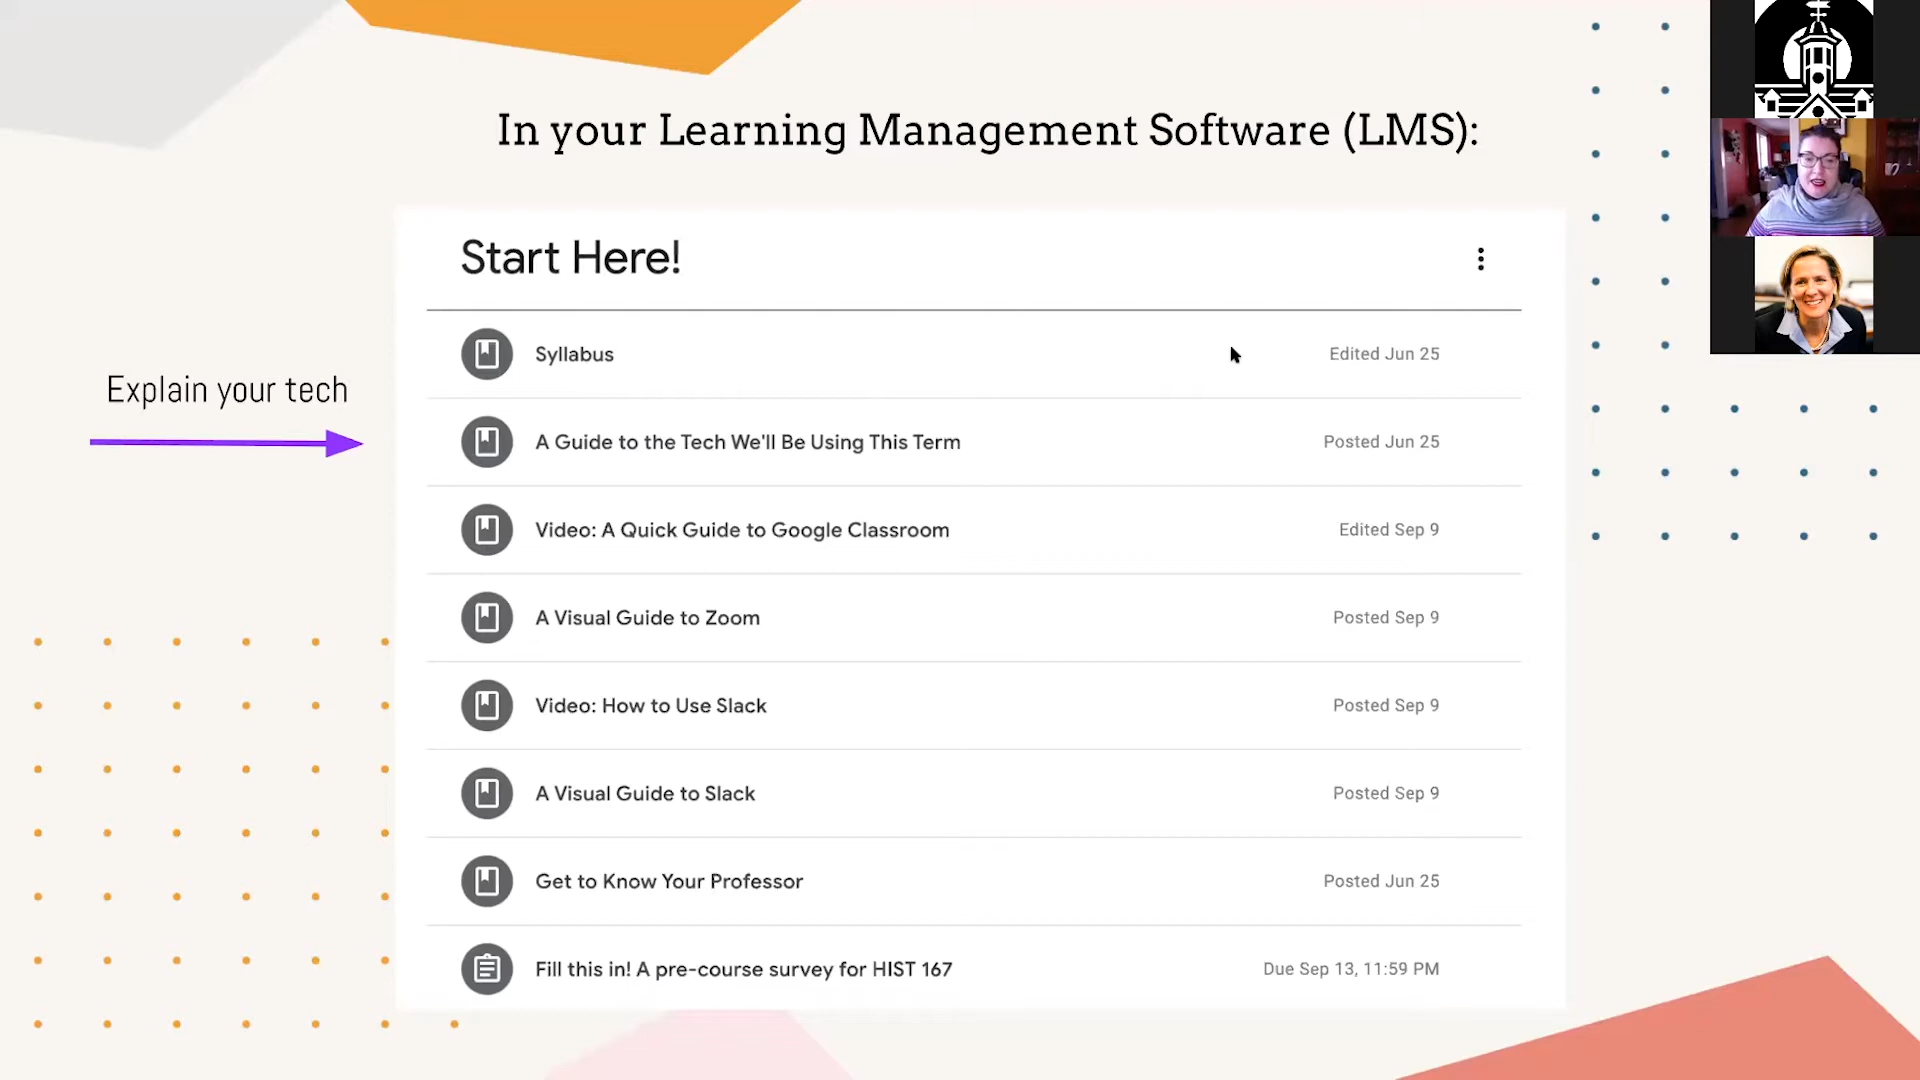 In your Learning Management Software (LMS):
Start Here!
Explain your tech
Syllabus Edited Jun 25
A Guide to the Tech We'll Be Using This Term Posted Jun 25
Video: A Quick Guide to Google Classroom Edited Sep 9
A Visual Guide to Zoom Posted Sep 9
Video: How to Use Slack Posted Sep 9
A Visual Guide to Slack Posted Sep 9
Get to Know Your Professor Posted Jun 25
Fill this in! A pre-course survey for HIST 167 Due Sep 13, 11:59 PM